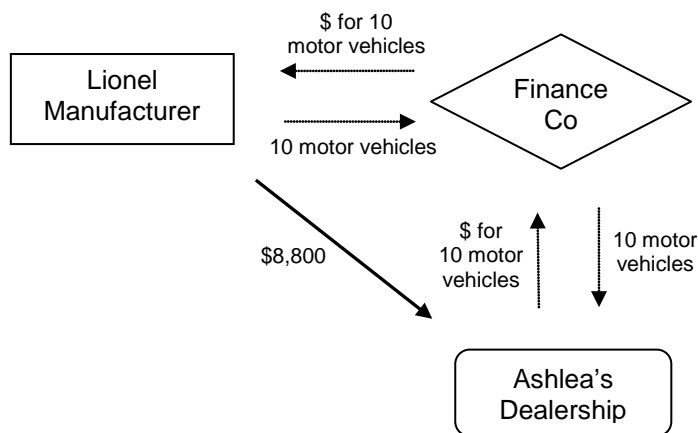 $ for 10
motor vehicles
Lionel
Manufacturer
Finance
Co
10 motor vehicles
$8,800
$ for
10 motor
vehicles
10 motor
vehicles
Ashlea's
Dealership